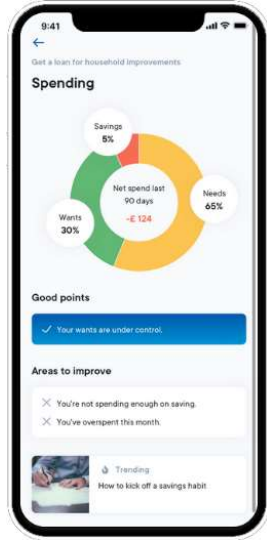 9:41
Get a loan for household improvements
Spending
Savings
5%
Net spend last
90 days
-£ 124
Needs
65%
Wants
30%
Good points
Your wants are under control.
Areas to improve
You're not spending enough on saving.
You've overspent this month.
Trending
How to kick off a savings habit